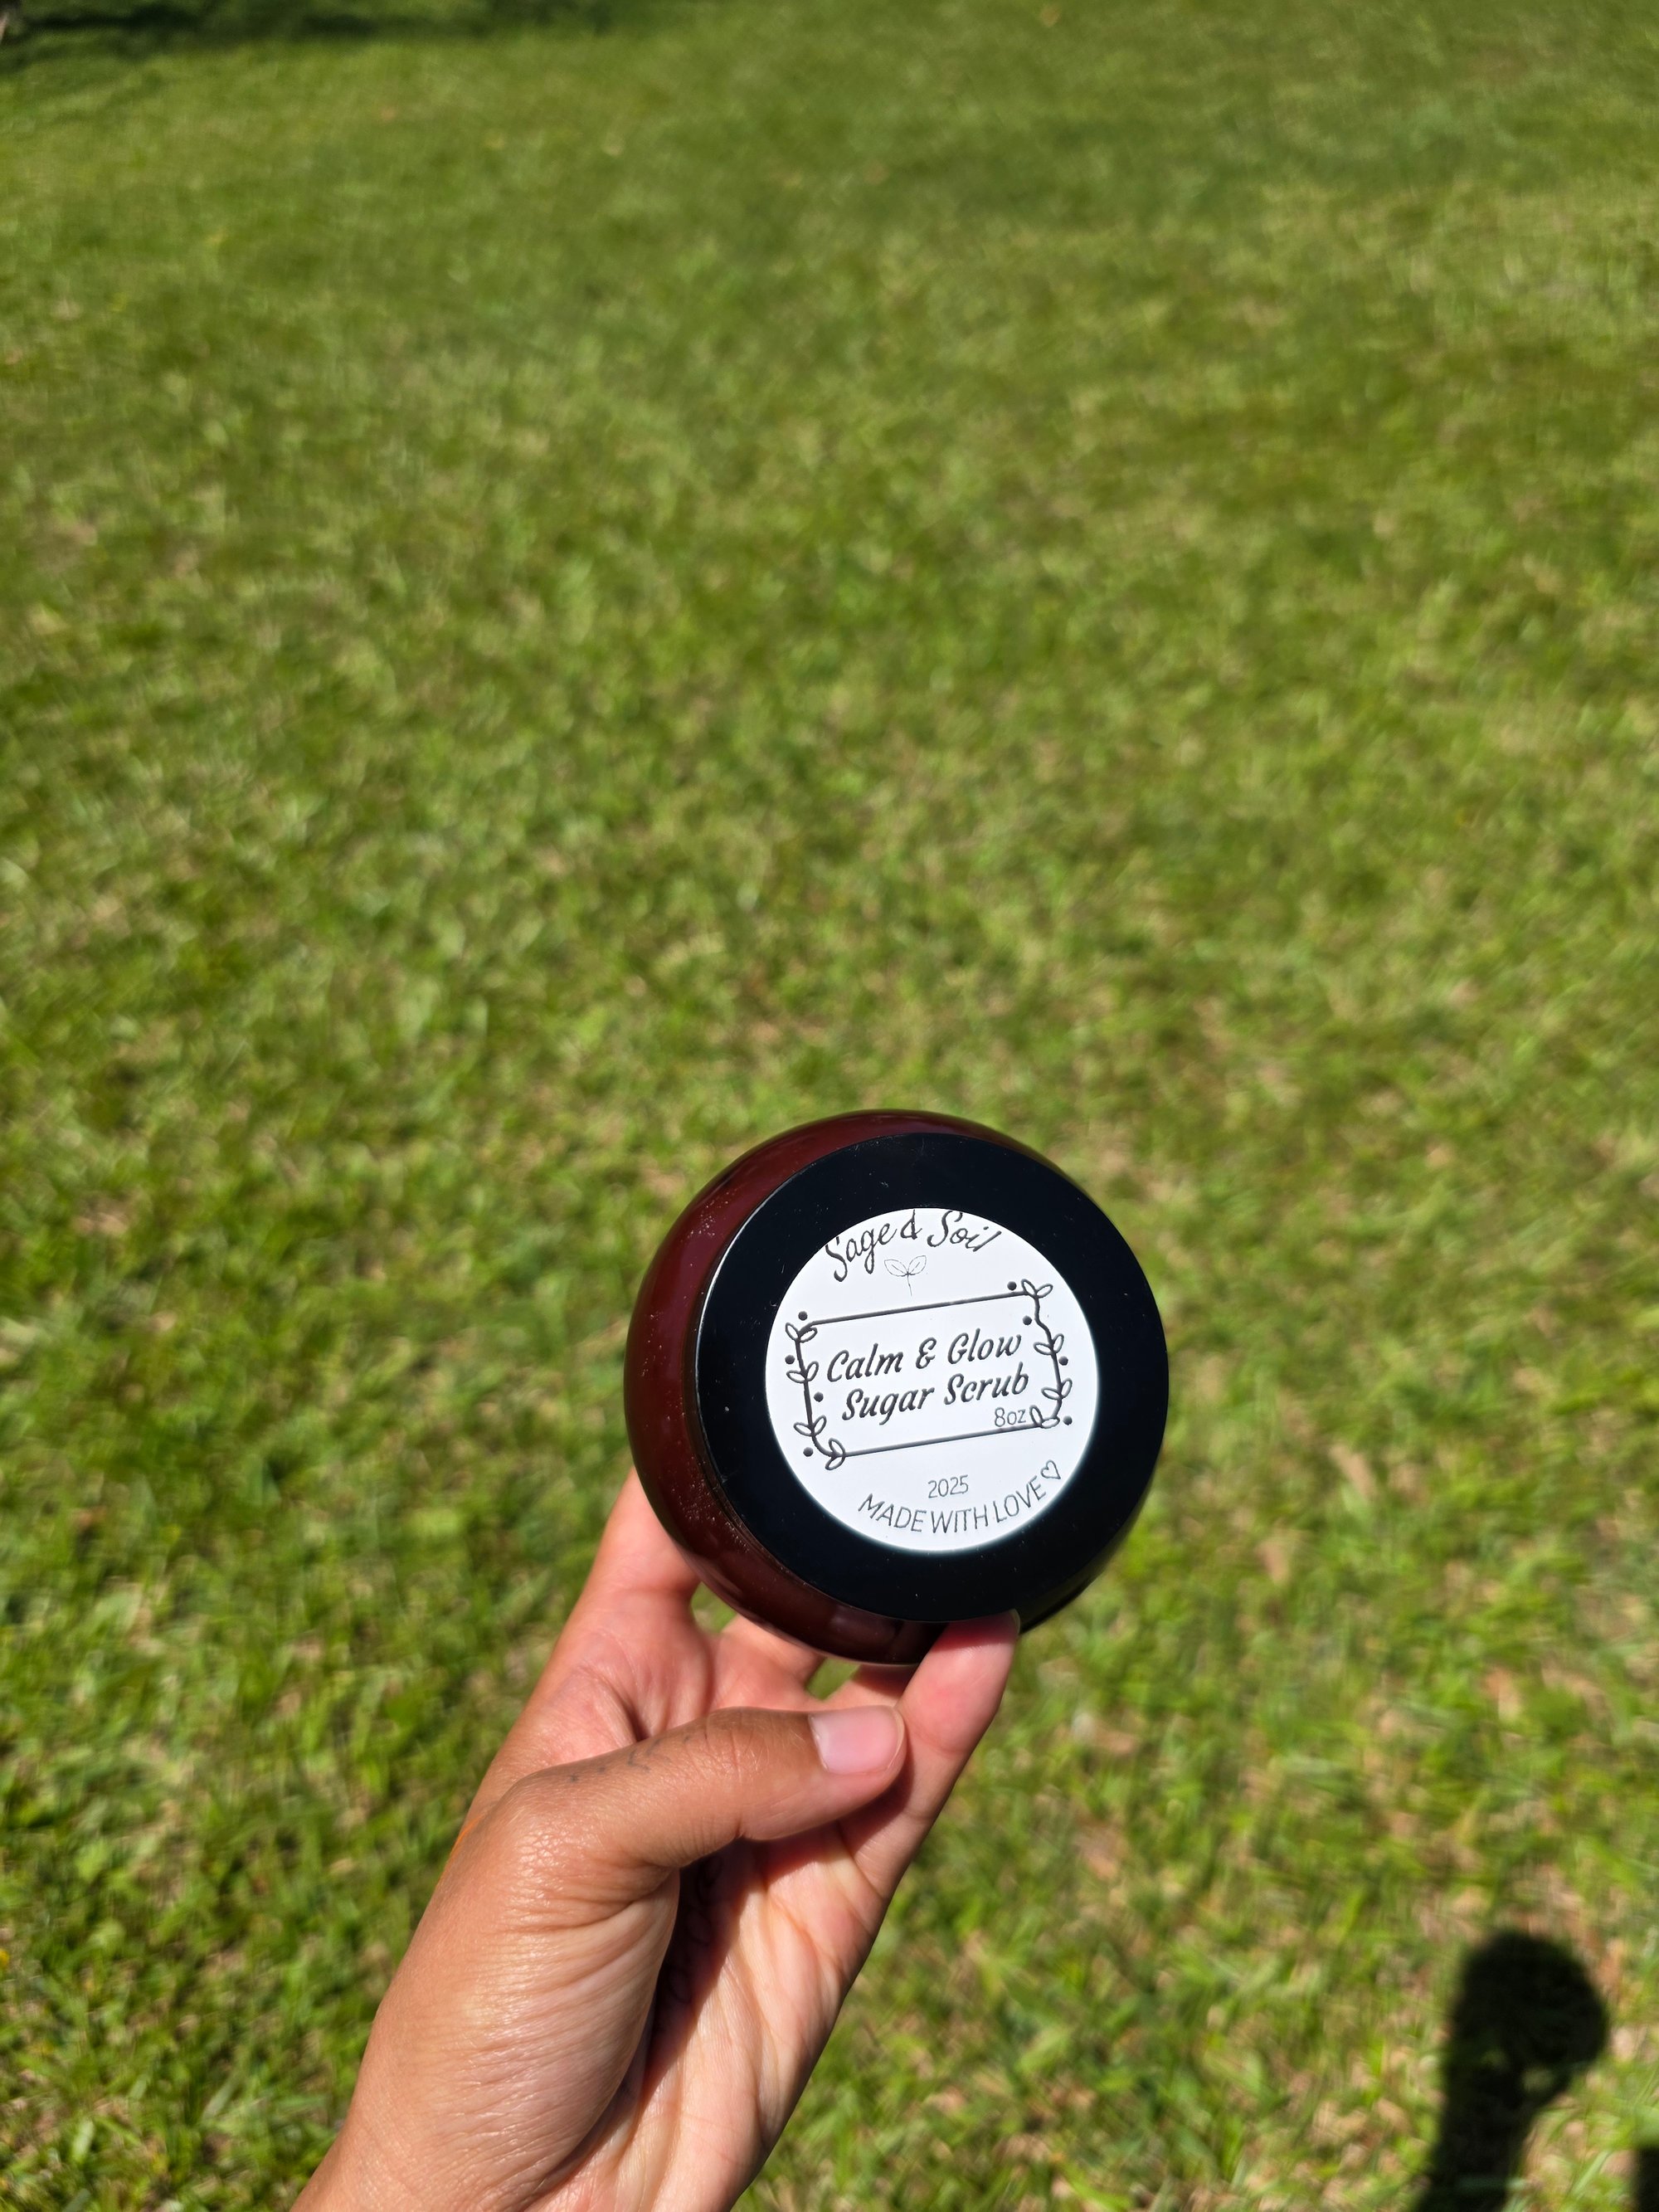 Sage & Soil
Calm & Glow
Sugar Scrub
8oz
2025
MADE WITH LOVE♡